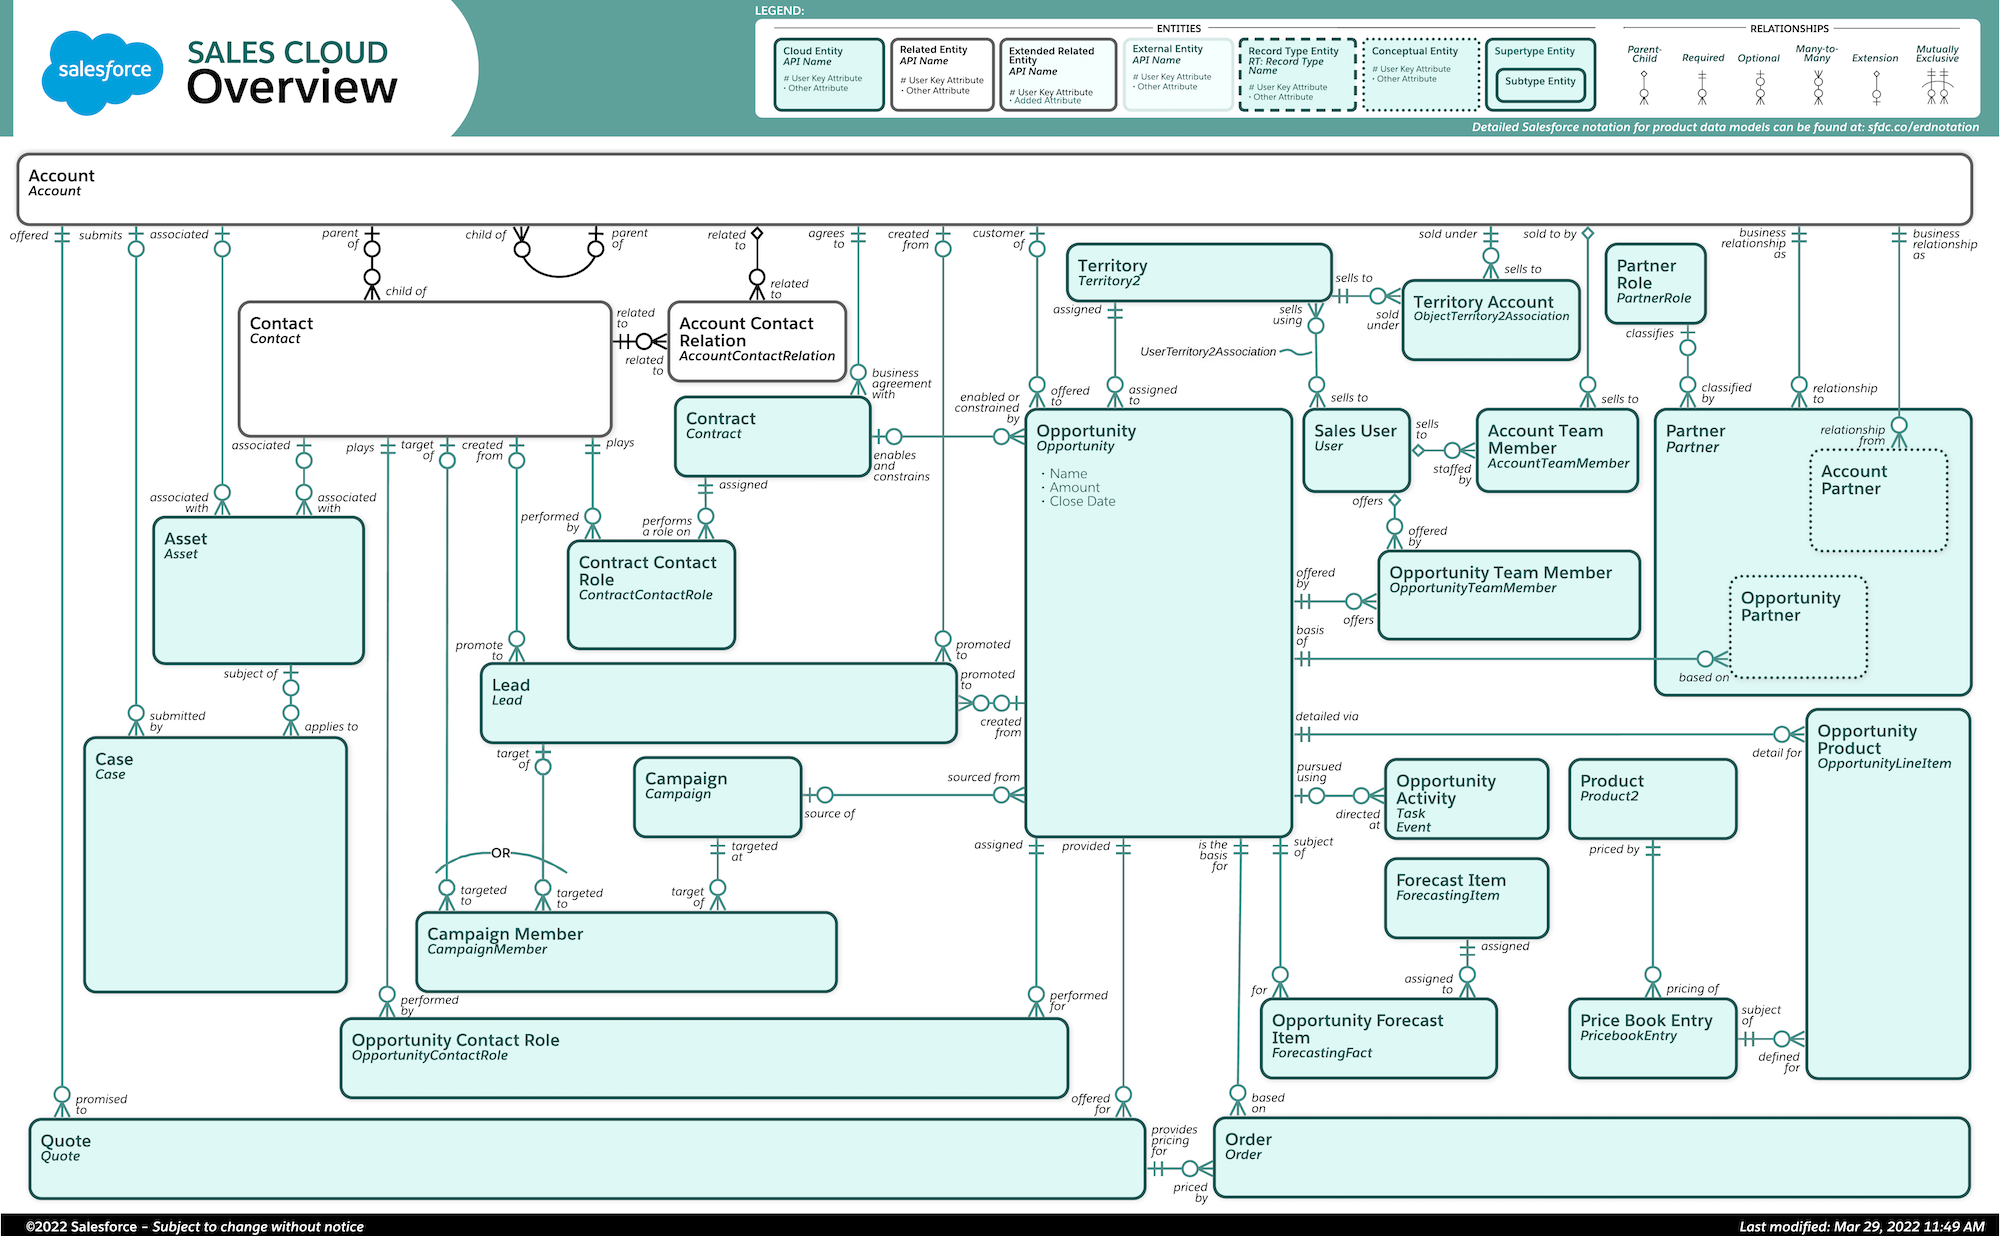 salesforce
SALES CLOUD
Overview
LEGEND:
ENTITIES
Cloud Entity
API Name
# User Key Attribute
• Other Attribute
Related Entity
API Name
# User Key Attribute
• Other Attribute
Extended Related
Entity
API Name
# User Key Attribute
• Added Attribute
External Entity
API Name
# User Key Attribute
• Other Attribute
Record Type Entity
RT: Record Type
Name
# User Key Attribute
• Other Attribute
Conceptual Entity
# User Key Attribute
• Other Attribute
Supertype Entity
Subtype Entity
RELATIONSHIPS
Parent-
Child
Required
Optional
Many-to-
Many
Extension
Mutually
Exclusive
Detailed Salesforce notation for product data models can be found at: sfdc.co/erdnotation
Account
Account
offered
submits
associated
parent
of
child of
parent
of
related
to
agrees
to
created
from
customer
of
sold under
sold to by
business
relationship
as
business
relationship
as
child of
related
to
Territory
Territory2
sells to
sells to
Territory Account
ObjectTerritory2Association
Partner
Role
PartnerRole
Contact
Contact
related
to
related
to
Account Contact
Relation
AccountContactRelation
assigned
sells
using
sold
under
classifies
UserTerritory2Association
business
agreement
with
enabled or
constrained
by
offered
to
assigned
to
sells to
sells to
classified
by
relationship
to
Contract
Contract
enables
and
constrains
Opportunity
Opportunity
• Name
• Amount
• Close Date
Sales User
User
sells
to
staffed
by
Account Team
Member
AccountTeamMember
Partner
Partner
relationship
from
Account
Partner
associated
plays
target
of
created
from
plays
assigned
associated
with
associated
with
performed
by
performs
a role on
offers
offered
by
Asset
Asset
Contract Contact
Role
ContractContactRole
offered
by
offers
Opportunity Team Member
OpportunityTeamMember
Opportunity
Partner
basis
of
based on
promote
to
promoted
to
subject of
Lead
Lead
promoted
to
created
from
submitted
by
applies to
detailed via
detail for
Opportunity
Product
OpportunityLineItem
Case
Case
target
of
Campaign
Campaign
source of
sourced from
pursued
using
directed
at
Opportunity
Activity
Task
Event
Product
Product2
OR
targeted
at
assigned
provided
is the
basis
for
subject
of
priced by
targeted
to
targeted
to
target
of
Forecast Item
ForecastingItem
Campaign Member
CampaignMember
assigned
assigned
to
for
pricing of
performed
by
performed
for
Opportunity Contact Role
OpportunityContactRole
Opportunity Forecast
Item
ForecastingFact
Price Book Entry
PricebookEntry
subject
of
defined
for
promised
to
offered
for
based
on
Quote
Quote
provides
pricing
for
priced
by
Order
Order
©2022 Salesforce – Subject to change without notice
Last modified: Mar 29, 2022 11:49 AM